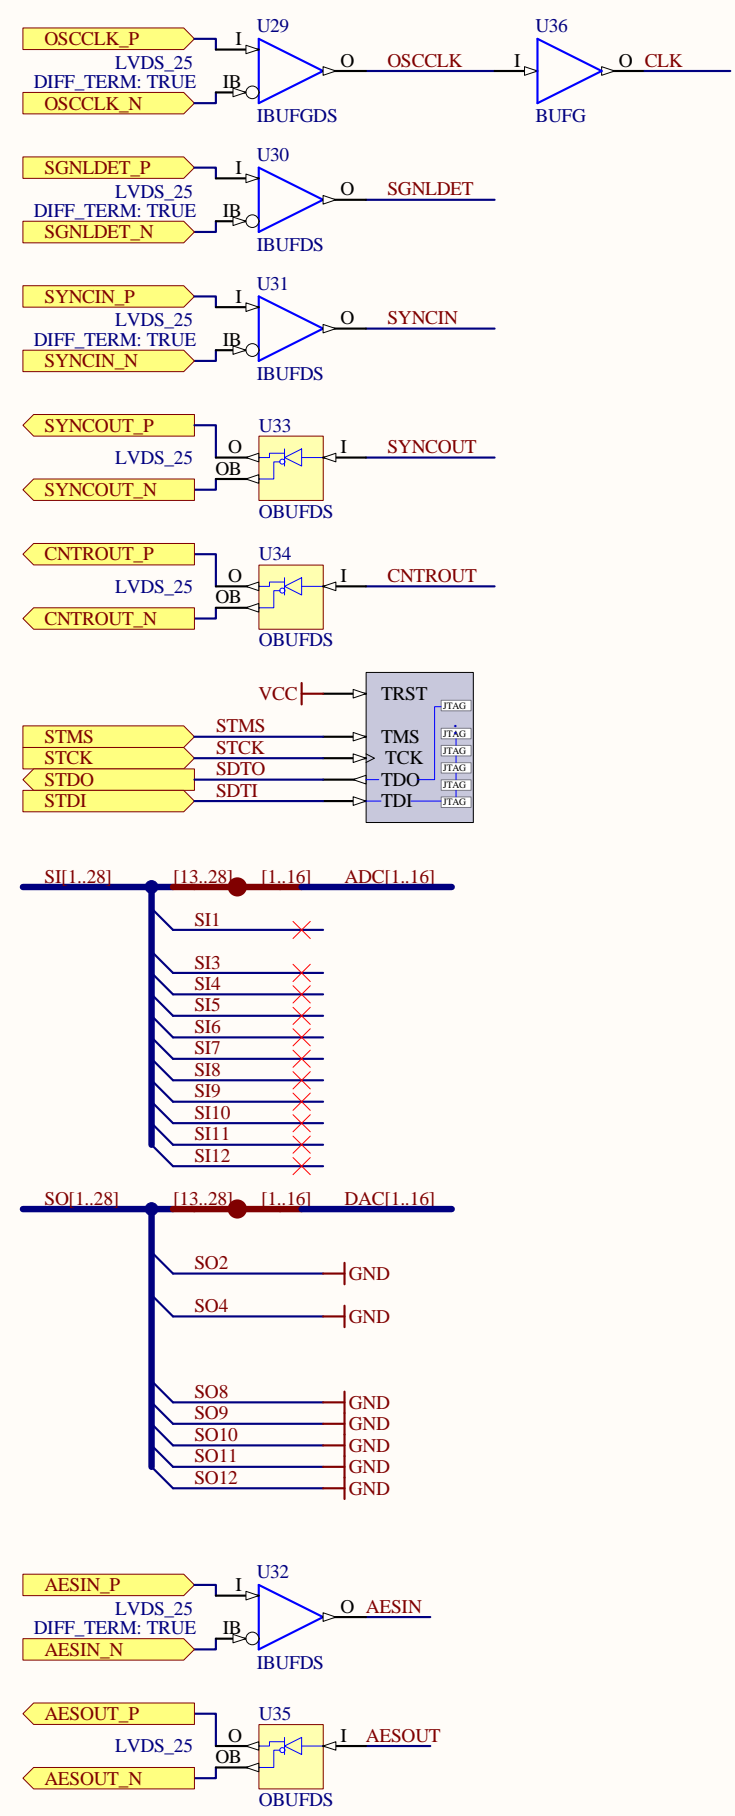 U29
U36
OSCCLK_P
I
O
OSCCLK
I
O
CLK
LVDS_25
DIFF_TERM: TRUE
IB
OSCCLK_N
IBUFGDS
BUFG
U30
SGNLDET_P
I
O
SGNLDET
LVDS_25
DIFF_TERM: TRUE
IB
SGNLDET_N
IBUFDS
U31
SYNCIN_P
I
O
SYNCIN
LVDS_25
DIFF_TERM: TRUE
IB
SYNCIN_N
IBUFDS
SYNCOUT_P
U33
O
I
SYNCOUT
LVDS_25
OB
SYNCOUT_N
OBUFDS
CNTROUT_P
U34
O
I
CNTROUT
LVDS_25
OB
CNTROUT_N
OBUFDS
VCC
TRST
JTAG
STMS
STMS
TMS
JTAG
STCK
STCK
TCK
JTAG
JTAG
STDO
SDTO
TDO
JTAG
STDI
SDTI
TDI
JTAG
SI[1..28]
[13..28]
[1..16]
ADC[1..16]
SI1
SI3
SI4
SI5
SI6
SI7
SI8
SI9
SI10
SI11
SI12
SO[1..28]
[13..28]
[1..16]
DAC[1..16]
SO2
GND
SO4
GND
SO8
GND
SO9
GND
SO10
GND
SO11
GND
SO12
GND
U32
AESIN_P
I
O
AESIN
LVDS_25
DIFF_TERM: TRUE
IB
AESIN_N
IBUFDS
AESOUT_P
U35
O
I
AESOUT
LVDS_25
OB
AESOUT_N
OBUFDS